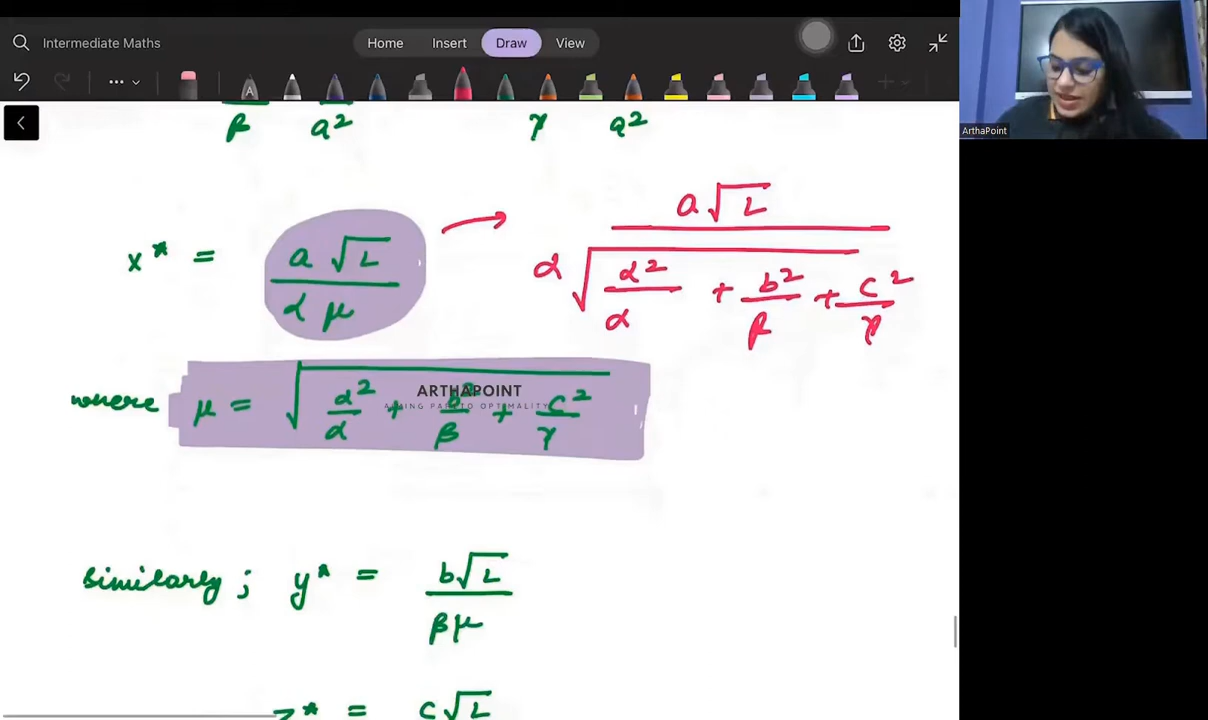 Intermediate Maths
Home Insert Draw View
A
ArthaPoint
β a² γ a²
x* = a √L / α μ → a √L / α √( α²/α + b²/β + c²/γ )
where μ = √( α²/α + b²/β + c²/γ )
ARTHAPOINT
similarly; y* = b√L / βμ
z* = c√L